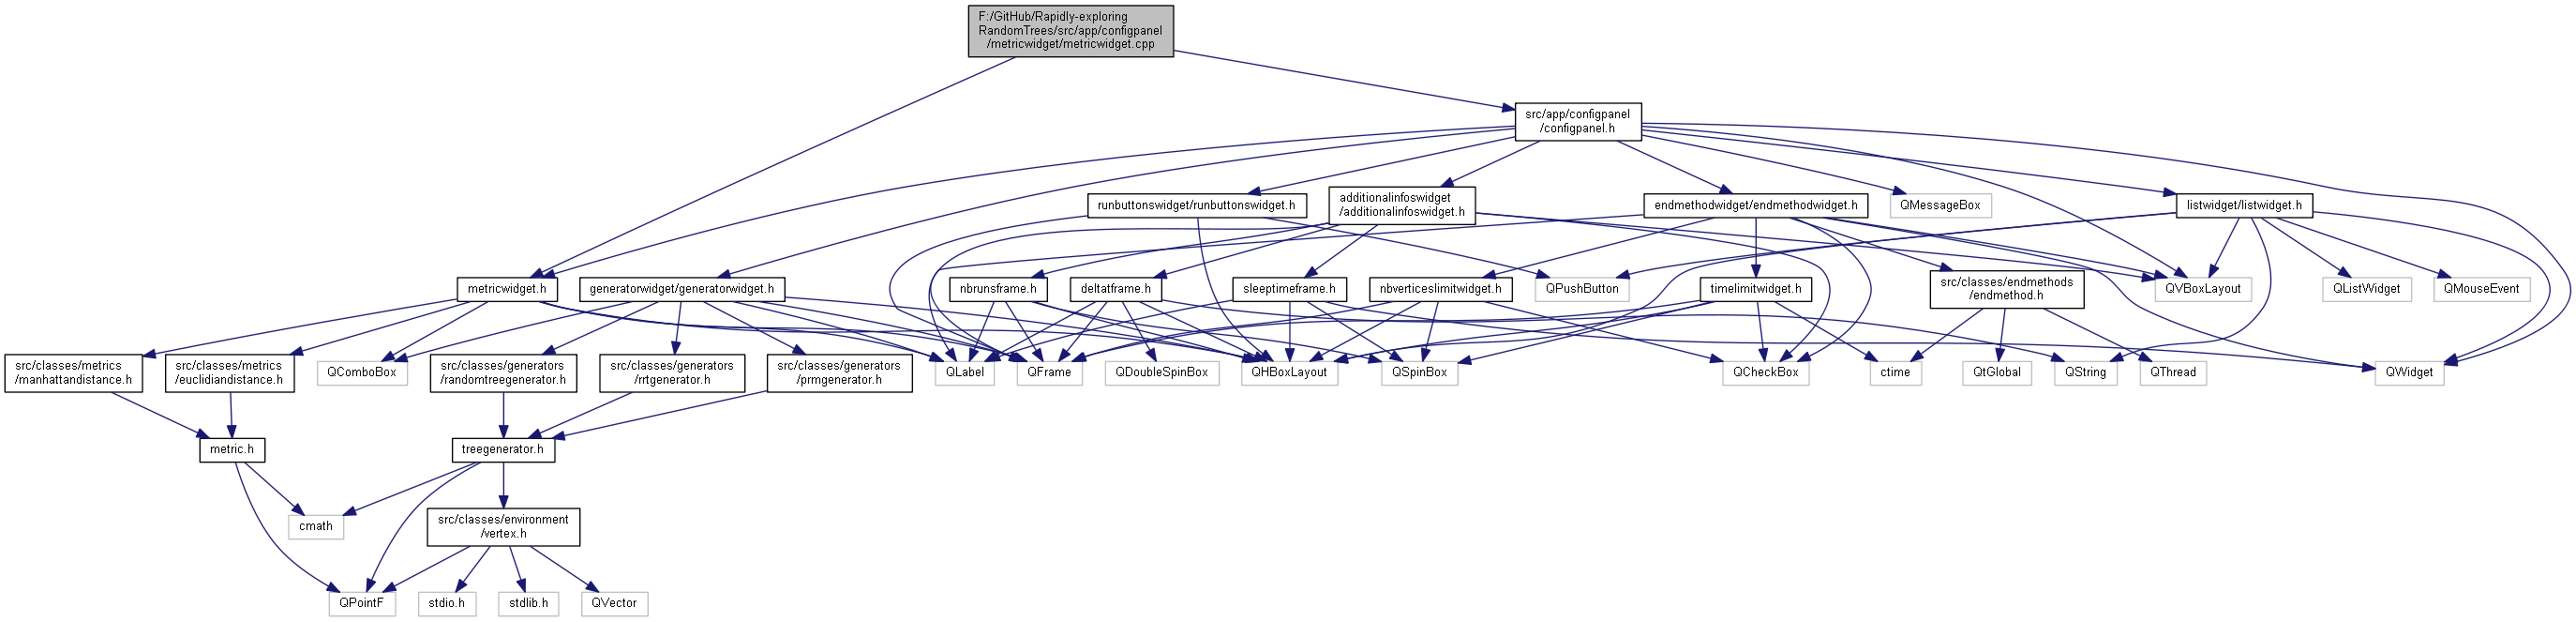 F:/GitHub/Rapidly-exploring
RandomTrees/src/app/configpanel
/metricwidget/metricwidget.cpp
src/app/configpanel
/configpanel.h
runbuttonswidget/runbuttonswidget.h
additionalinfoswidget
/additionalinfoswidget.h
endmethodwidget/endmethodwidget.h
QMessageBox
listwidget/listwidget.h
metricwidget.h
generatorwidget/generatorwidget.h
nbrunsframe.h
deltatframe.h
sleeptimeframe.h
nbverticeslimitwidget.h
QPushButton
timelimitwidget.h
src/classes/endmethods
/endmethod.h
QVBoxLayout
QListWidget
QMouseEvent
src/classes/metrics
/manhattandistance.h
src/classes/metrics
/euclidiandistance.h
QComboBox
src/classes/generators
/randomtreegenerator.h
src/classes/generators
/rrtgenerator.h
src/classes/generators
/prmgenerator.h
QLabel
QFrame
QDoubleSpinBox
QHBoxLayout
QSpinBox
QCheckBox
ctime
QtGlobal
QString
QThread
QWidget
metric.h
treegenerator.h
cmath
src/classes/environment
/vertex.h
QPointF
stdio.h
stdlib.h
QVector